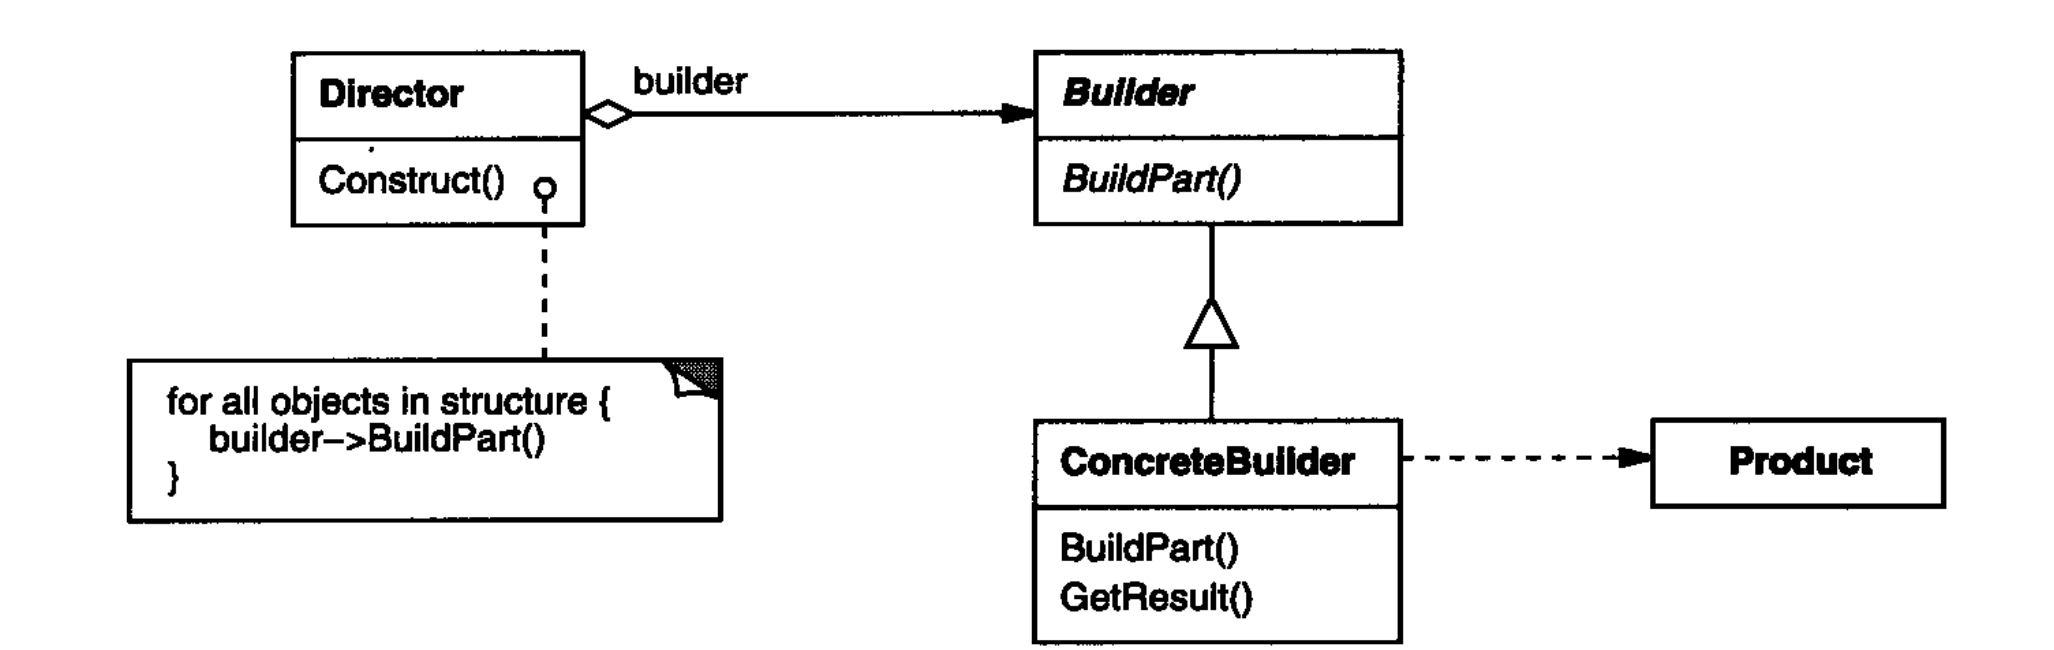 Director
Construct()
builder
Builder
BuildPart()
for all objects in structure {
builder–>BuildPart()
}
ConcreteBuilder
BuildPart()
GetResult()
Product